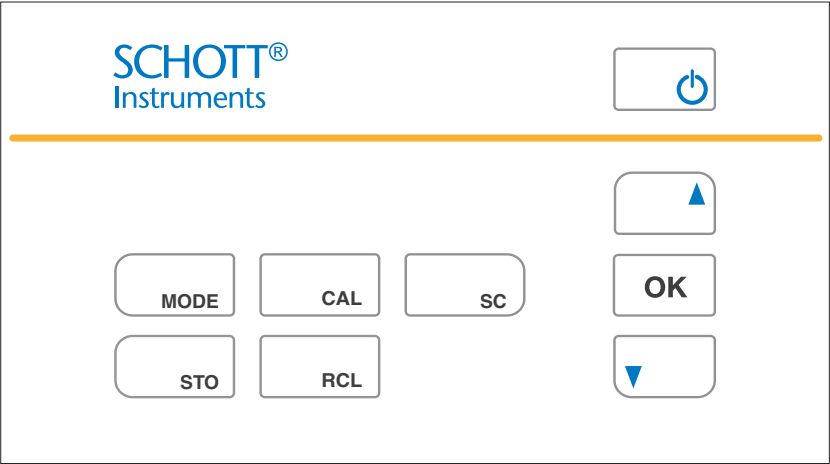 SCHOTT®
Instruments
MODE
CAL
SC
OK
STO
RCL